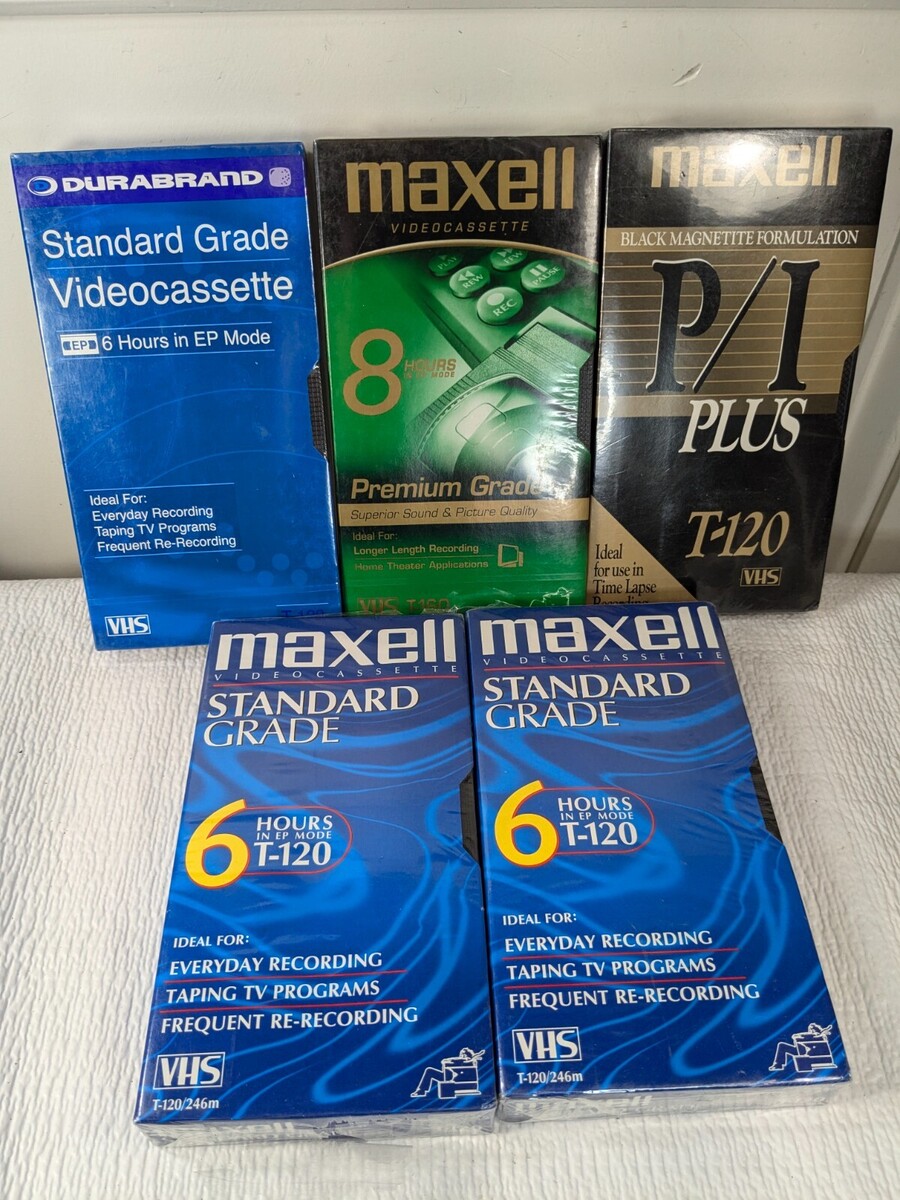 DURABRAND
Standard Grade
Videocassette
EP 6 Hours in EP Mode
Ideal For:
Everyday Recording
Taping TV Programs
Frequent Re-Recording
VHS
maxell
VIDEOCASSETTE
PLAY
REW
PAUSE
REC
8 HOURS
IN EP MODE
Premium Grade
Superior Sound & Picture Quality
Ideal For:
Longer Length Recording
Home Theater Applications
VHS T-160
maxell
BLACK MAGNETITE FORMULATION
P/I
PLUS
T-120
VHS
Ideal
for use in
Time Lapse
Recording
maxell
VIDEOCASSETTE
STANDARD
GRADE
6 HOURS
IN EP MODE
T-120
IDEAL FOR:
EVERYDAY RECORDING
TAPING TV PROGRAMS
FREQUENT RE-RECORDING
VHS
T-120/246m
maxell
VIDEOCASSETTE
STANDARD
GRADE
6 HOURS
IN EP MODE
T-120
IDEAL FOR:
EVERYDAY RECORDING
TAPING TV PROGRAMS
FREQUENT RE-RECORDING
VHS
T-120/246m